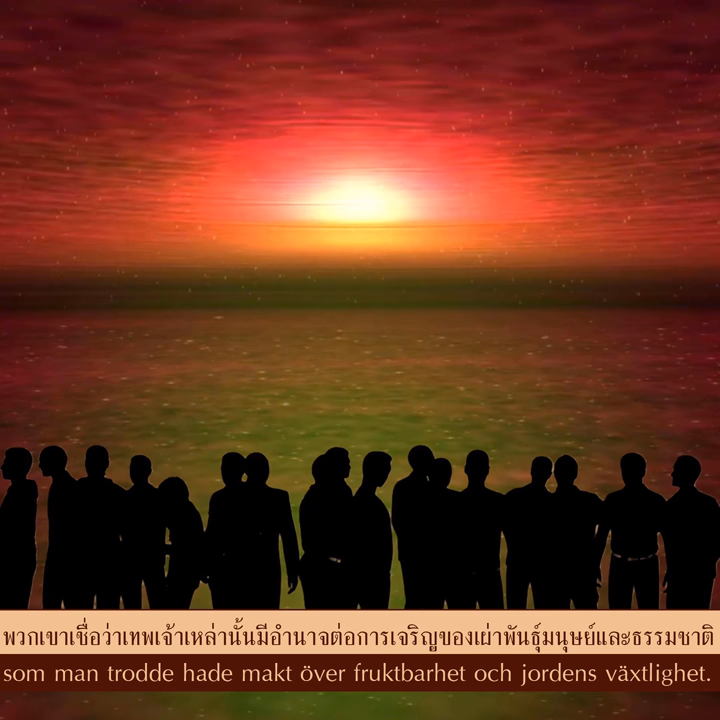 พวกเขาเชื่อว่าเทพเจ้าเหล่านั้นมีอำนาจต่อการเจริญของเผ่าพันธุ์มนุษย์และธรรมชาติ
som man trodde hade makt över fruktbarhet och jordens växtlighet.